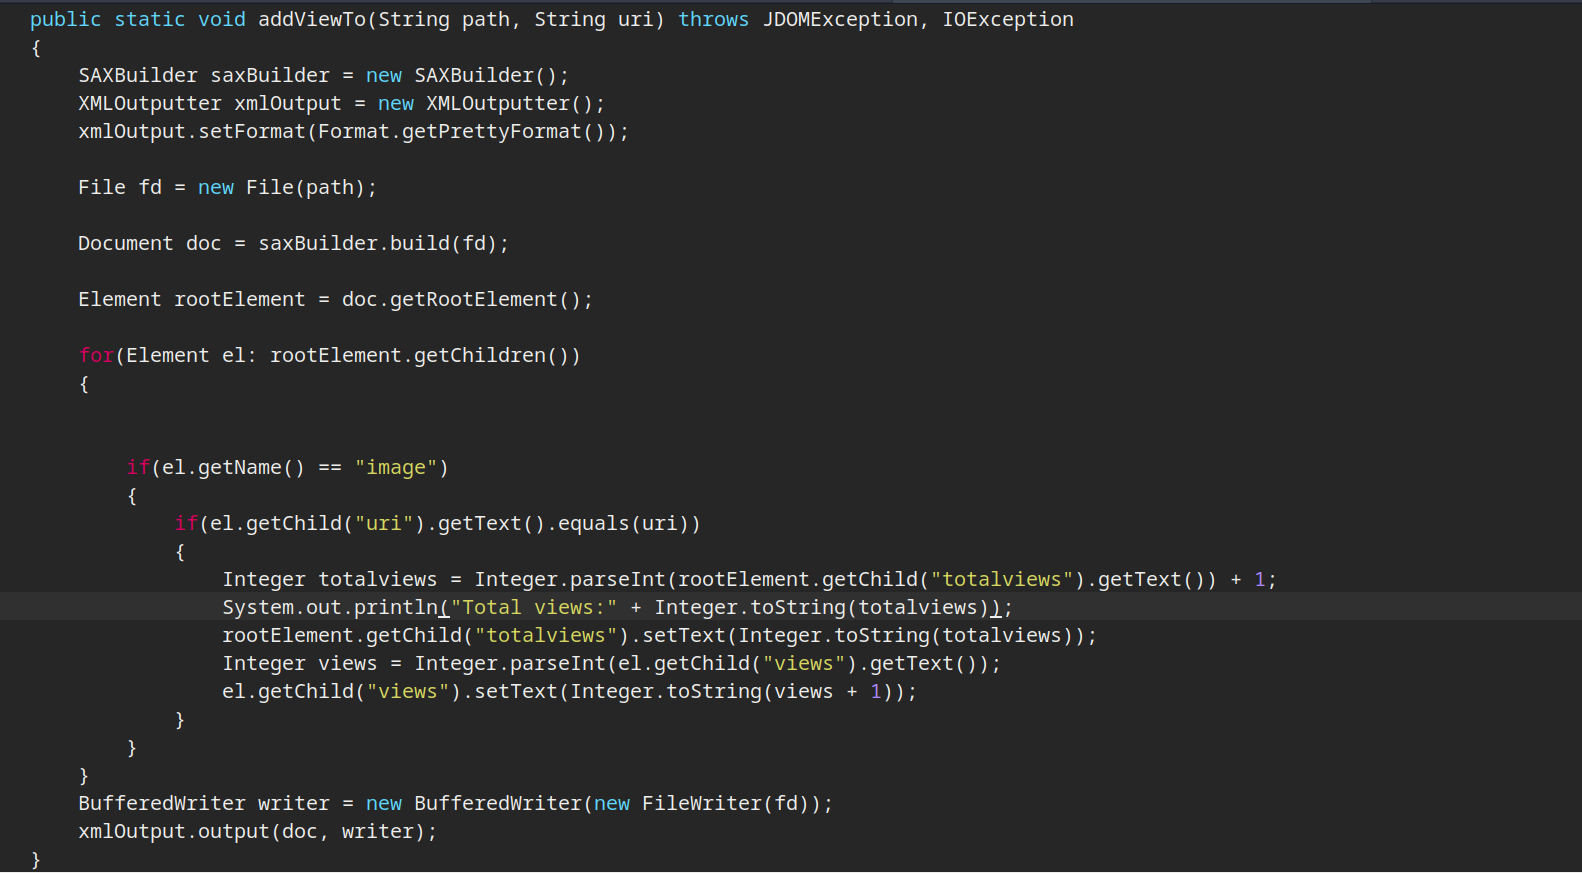 public static void addViewTo(String path, String uri) throws JDOMException, IOException
{
    SAXBuilder saxBuilder = new SAXBuilder();
    XMLOutputter xmlOutput = new XMLOutputter();
    xmlOutput.setFormat(Format.getPrettyFormat());

    File fd = new File(path);

    Document doc = saxBuilder.build(fd);

    Element rootElement = doc.getRootElement();

    for(Element el: rootElement.getChildren())
    {

        if(el.getName() == "image")
        {
            if(el.getChild("uri").getText().equals(uri))
            {
                Integer totalviews = Integer.parseInt(rootElement.getChild("totalviews").getText()) + 1;
                System.out.println("Total views:" + Integer.toString(totalviews));
                rootElement.getChild("totalviews").setText(Integer.toString(totalviews));
                Integer views = Integer.parseInt(el.getChild("views").getText());
                el.getChild("views").setText(Integer.toString(views + 1));
            }
        }
    }
    BufferedWriter writer = new BufferedWriter(new FileWriter(fd));
    xmlOutput.output(doc, writer);
}